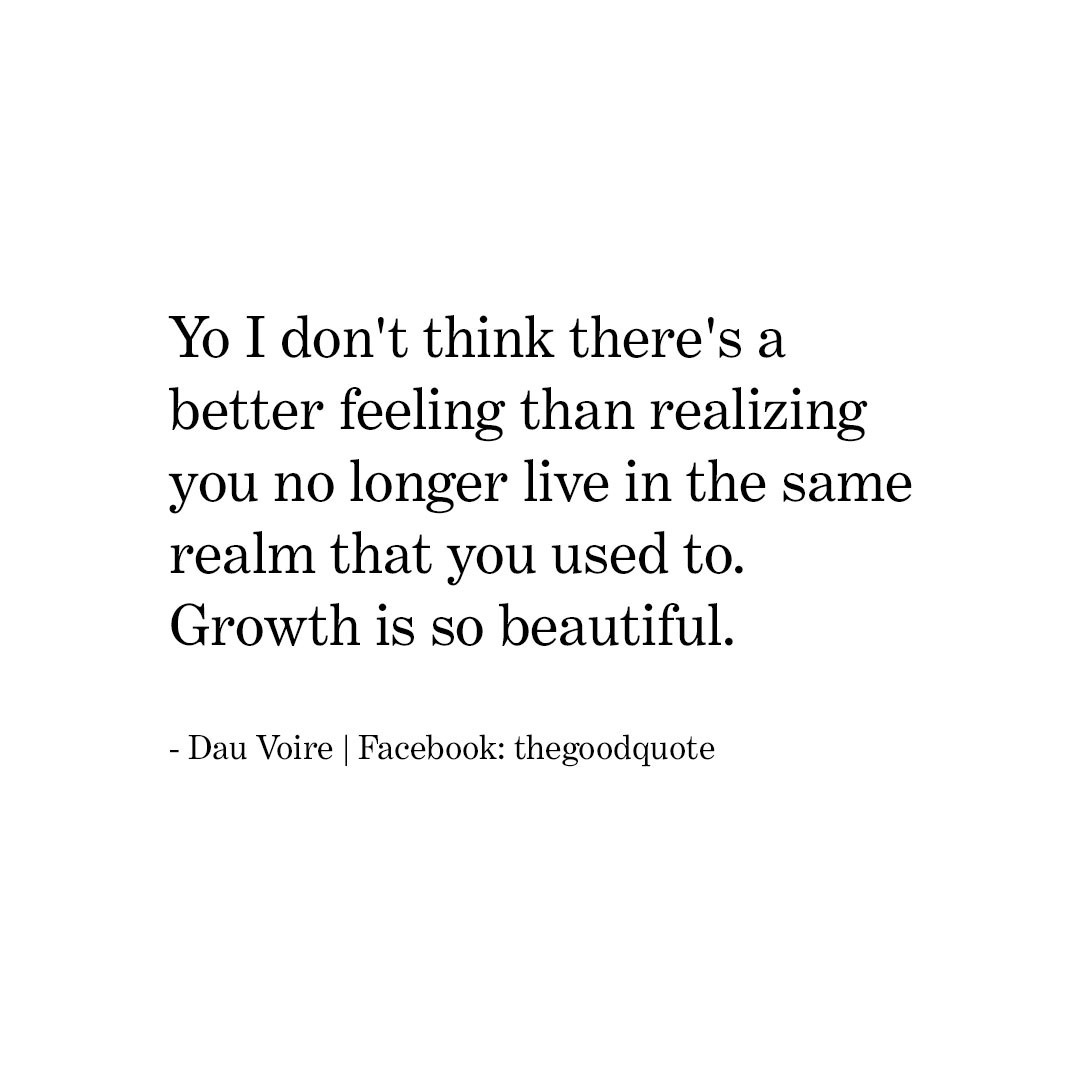 Yo I don't think there's a
better feeling than realizing
you no longer live in the same
realm that you used to.
Growth is so beautiful.
- Dau Voire | Facebook: thegoodquote